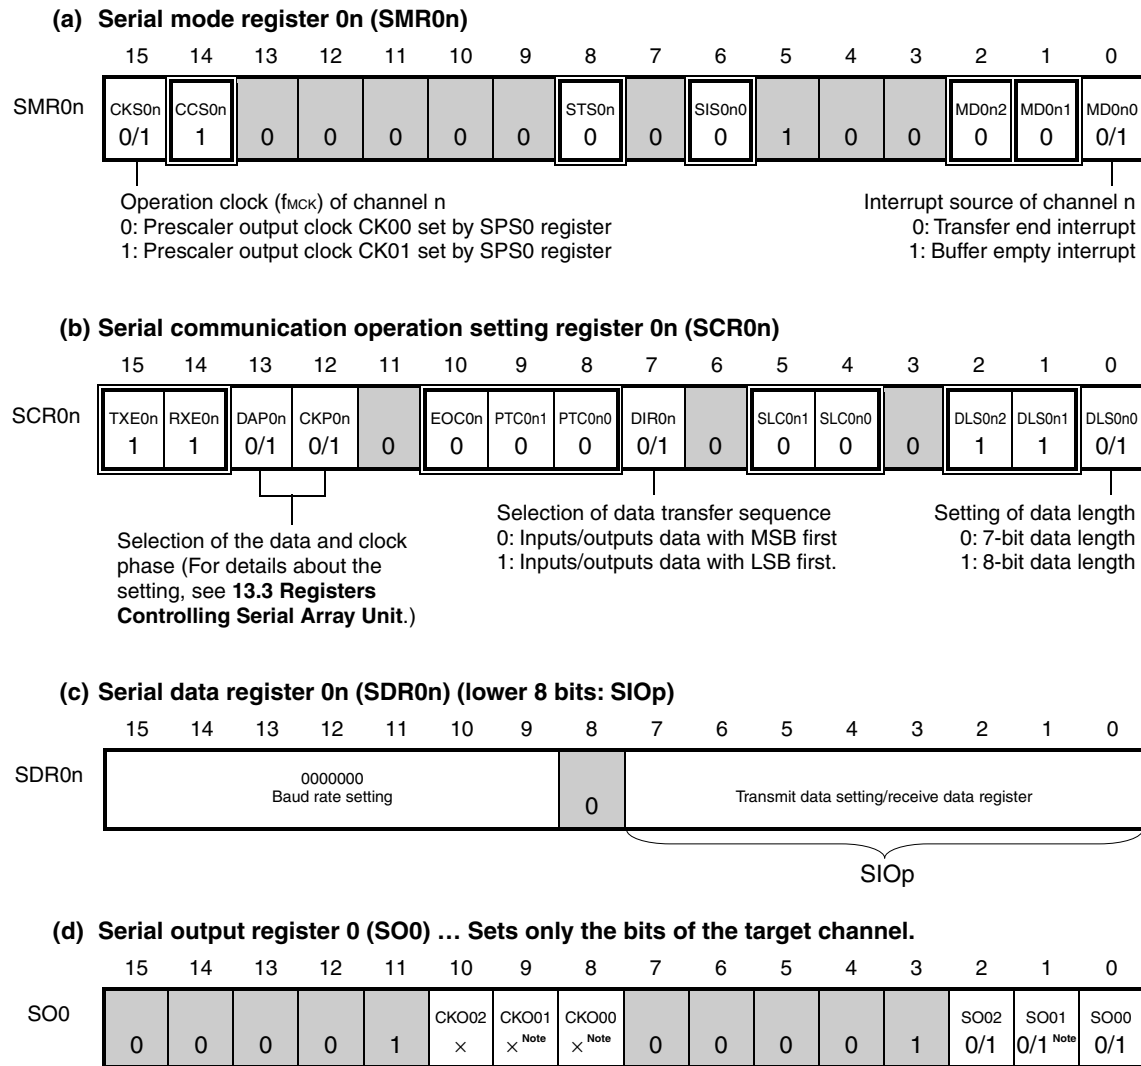 (a) Serial mode register 0n (SMR0n)
15 14 13 12 11 10 9 8 7 6 5 4 3 2 1 0
SMR0n
CKS0n CCS0n STS0n SIS0n0 MD0n2 MD0n1 MD0n0
0/1 1 0 0 0 0 0 0 0 0 1 0 0 0 0 0/1
Operation clock (fMCK) of channel n
0: Prescaler output clock CK00 set by SPS0 register
1: Prescaler output clock CK01 set by SPS0 register
Interrupt source of channel n
0: Transfer end interrupt
1: Buffer empty interrupt
(b) Serial communication operation setting register 0n (SCR0n)
15 14 13 12 11 10 9 8 7 6 5 4 3 2 1 0
SCR0n
TXE0n RXE0n DAP0n CKP0n EOC0n PTC0n1 PTC0n0 DIR0n SLC0n1 SLC0n0 DLS0n2 DLS0n1 DLS0n0
1 1 0/1 0/1 0 0 0 0 0/1 0 0 0 0 1 1 0/1
Selection of the data and clock
phase (For details about the
setting, see 13.3 Registers
Controlling Serial Array Unit.)
Selection of data transfer sequence
0: Inputs/outputs data with MSB first
1: Inputs/outputs data with LSB first.
Setting of data length
0: 7-bit data length
1: 8-bit data length
(c) Serial data register 0n (SDR0n) (lower 8 bits: SIOp)
15 14 13 12 11 10 9 8 7 6 5 4 3 2 1 0
SDR0n
0000000
Baud rate setting
0
Transmit data setting/receive data register
SIOp
(d) Serial output register 0 (SO0) … Sets only the bits of the target channel.
15 14 13 12 11 10 9 8 7 6 5 4 3 2 1 0
SO0
CKO02 CKO01 CKO00 SO02 SO01 SO00
0 0 0 0 1 × × Note × Note 0 0 0 0 1 0/1 0/1 Note 0/1